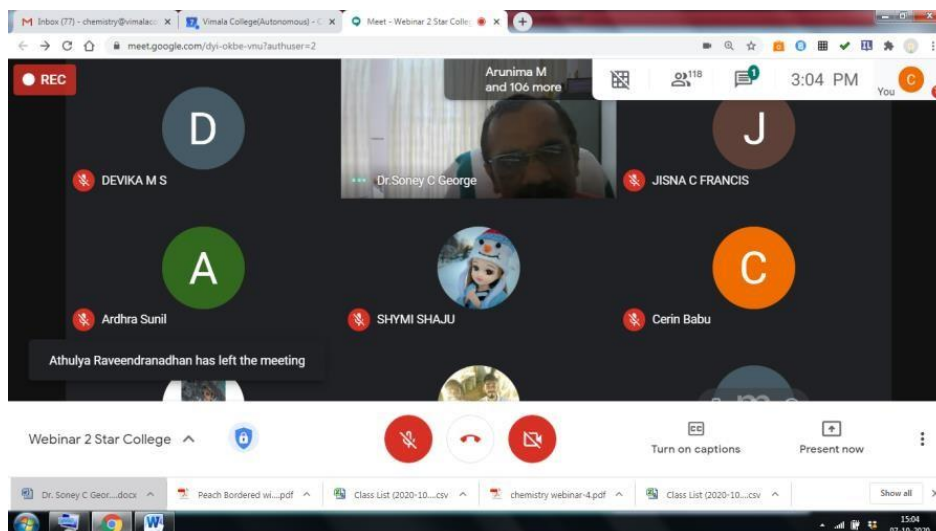 Inbox (77) - chemistry@vimalac
Vimala College(Autonomous) - C
Meet - Webinar 2 Star Colle
meet.google.com/dyi-okbe-vnu?authuser=2
REC
Arunima M
and 106 more
118
1
3:04 PM
You
C
D
DEVIKA M S
Dr.Soney C George
J
JISNA C FRANCIS
A
Ardhra Sunil
SHYMI SHAJU
C
Cerin Babu
Athulya Raveendranadhan has left the meeting
Webinar 2 Star College
CC
Turn on captions
Present now
Dr. Soney C Geor....docx
Peach Bordered wi....pdf
Class List (2020-10....csv
chemistry webinar-4.pdf
Class List (2020-10....csv
Show all
15:04
07-10-2020